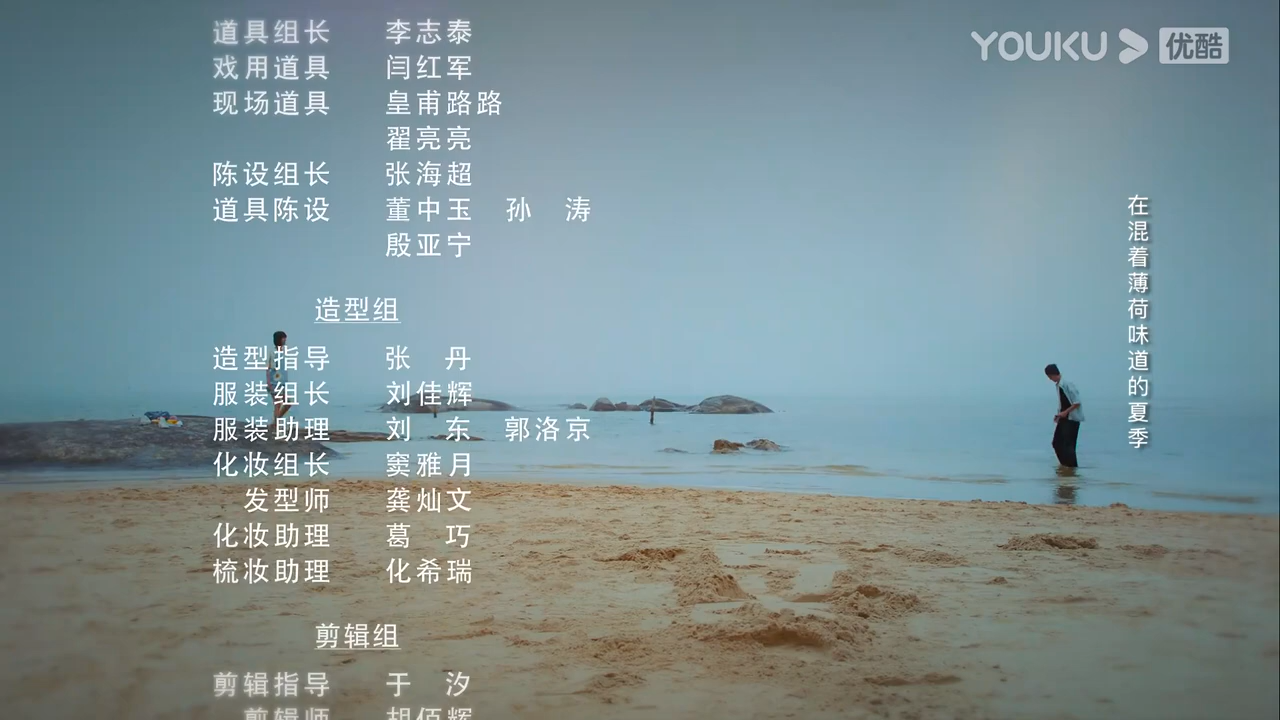 道具组长 李志泰
戏用道具 闫红军
现场道具 皇甫路路
翟亮亮
陈设组长 张海超
道具陈设 董中玉 孙 涛
殷亚宁
造型组
造型指导 张 丹
服装组长 刘佳辉
服装助理 刘 东 郭洛京
化妆组长 窦雅月
发型师 龚灿文
化妆助理 葛 巧
梳妆助理 化希瑞
剪辑组
剪辑指导 于 汐
剪辑师 胡佰辉
YOUKU 优酷
在混着薄荷味道的夏季